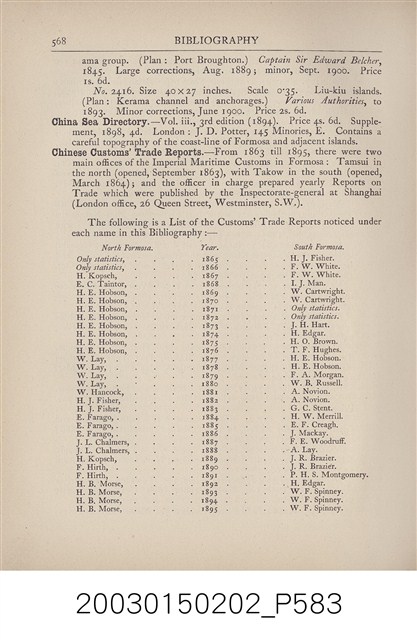 568 BIBLIOGRAPHY
ama group. (Plan : Port Broughton.) Captain Sir Edward Belcher,
1845. Large corrections, Aug. 1889; minor, Sept. 1900. Price
1s. 6d.
No. 2416. Size 40×27 inches. Scale 0"35. Liu-kiu islands.
(Plan : Kerama channel and anchorages.) Various Authorities, to
1893. Minor corrections, June 1900. Price 2s. 6d.
China Sea Directory.—Vol. iii., 3rd edition (1894). Price 4s. 6d. Supple-
ment, 1898, 4d. London : J. D. Potter, 145 Minories, E. Contains a
careful topography of the coast-line of Formosa and adjacent islands.
Chinese Customs' Trade Reports.—From 1863 till 1895, there were two
main offices of the Imperial Maritime Customs in Formosa : Tamsui in
the north (opened, September 1863), with Takow in the south (opened,
March 1864); and the officer in charge prepared yearly Reports on
Trade which were published by the Inspectorate-general at Shanghai
(London office, 26 Queen Street, Westminster, S.W.).
The following is a List of the Customs' Trade Reports noticed under
each name in this Bibliography :—
North Formosa. Year. South Formosa.
Only statistics, . . . . 1865 . . . . H. J. Fisher.
Only statistics, . . . . 1866 . . . . F. W. White.
H. Kopsch, . . . . 1867 . . . . F. W. White.
E. C. Taintor, . . . . 1868 . . . . I. J. Man.
H. E. Hobson, . . . . 1869 . . . . W. Cartwright.
H. E. Hobson, . . . . 1870 . . . . W. Cartwright.
H. E. Hobson, . . . . 1871 . . . . Only statistics.
H. E. Hobson, . . . . 1872 . . . . Only statistics.
H. E. Hobson, . . . . 1873 . . . . J. H. Hart.
H. E. Hobson, . . . . 1874 . . . . H. Edgar.
H. E. Hobson, . . . . 1875 . . . . H. O. Brown.
H. E. Hobson, . . . . 1876 . . . . T. F. Hughes.
W. Lay, . . . . 1877 . . . . H. E. Hobson.
W. Lay, . . . . 1878 . . . . H. E. Hobson.
W. Lay, . . . . 1879 . . . . F. A. Morgan.
W. Lay, . . . . 1880 . . . . W. B. Russell.
W. Hancock, . . . . 1881 . . . . A. Novion.
H. J. Fisher, . . . . 1882 . . . . A. Novion.
H. J. Fisher, . . . . 1883 . . . . G. C. Stent.
E. Farago, . . . . . 1884 . . . . H. W. Merrill.
E. Farago, . . . . . 1885 . . . . E. F. Creagh.
E. Farago, . . . . . 1886 . . . . J. Mackay.
J. L. Chalmers, . . . . 1887 . . . . F. E. Woodruff.
J. L. Chalmers, . . . . 1888 . . . . A. Lay.
H. Kopsch, . . . . 1889 . . . . J. R. Brazier.
F. Hirth, . . . . . 1890 . . . . J. R. Brazier.
F. Hirth, . . . . . 1891 . . . . P. H. S. Montgomery.
H. B. Morse, . . . . 1892 . . . . H. Edgar.
H. B. Morse, . . . . 1893 . . . . W. F. Spinney.
H. B. Morse, . . . . 1894 . . . . W. F. Spinney.
H. B. Morse, . . . . 1895 . . . . W. F. Spinney.
20030150202_P583